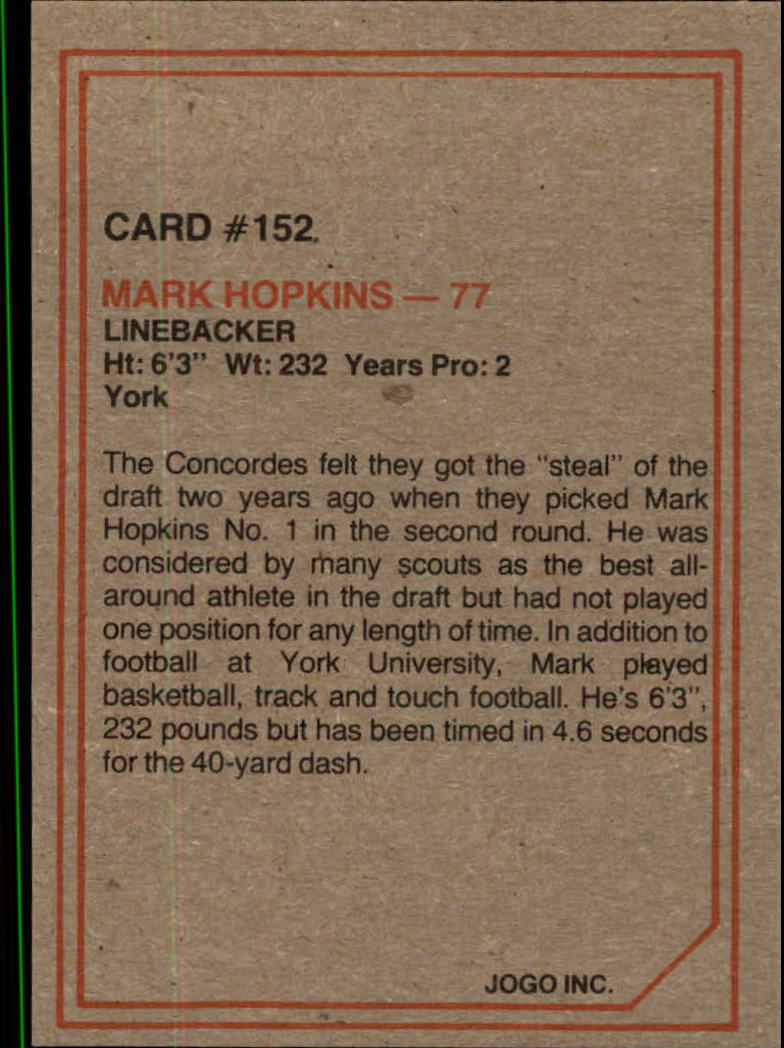 CARD #152
MARK HOPKINS — 77
LINEBACKER
Ht: 6'3" Wt: 232 Years Pro: 2
York
The Concordes felt they got the "steal" of the
draft two years ago when they picked Mark
Hopkins No. 1 in the second round. He was
considered by many scouts as the best all-
around athlete in the draft but had not played
one position for any length of time. In addition to
football at York University, Mark played
basketball, track and touch football. He's 6'3",
232 pounds but has been timed in 4.6 seconds
for the 40-yard dash.
JOGO INC.